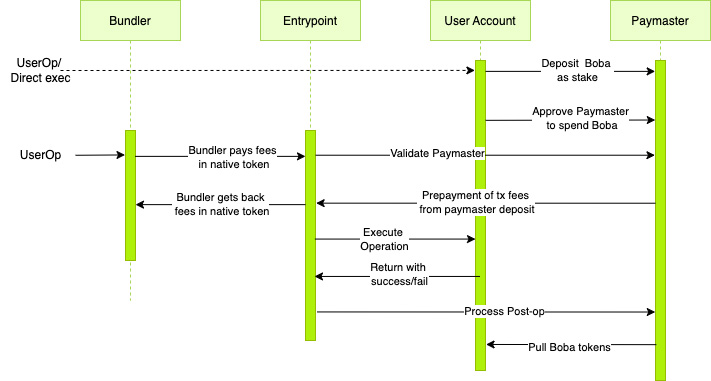 Bundler
Entrypoint
User Account
Paymaster
UserOp/
Direct exec
Deposit Boba
as stake
Approve Paymaster
to spend Boba
UserOp
Bundler pays fees
in native token
Validate Paymaster
Bundler gets back
fees in native token
Prepayment of tx fees
from paymaster deposit
Execute
Operation
Return with
success/fail
Process Post-op
Pull Boba tokens